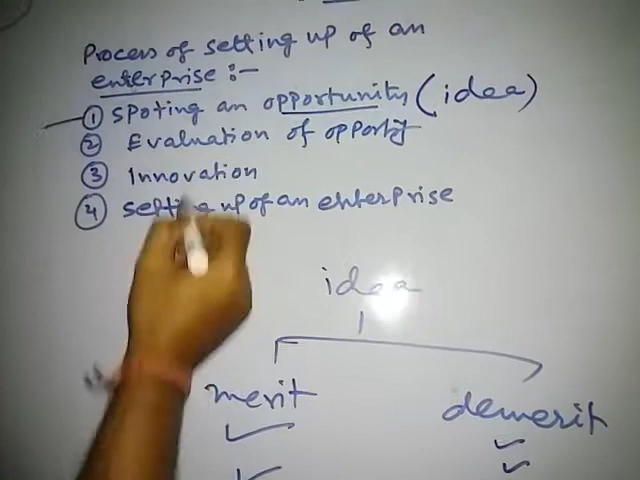 Process of setting up of an
enterprise :-
① spoting an opportunity (idea)
② Evaluation of opporty
③ Innovation
④ setting up of an enterprise
idea
merit demerit